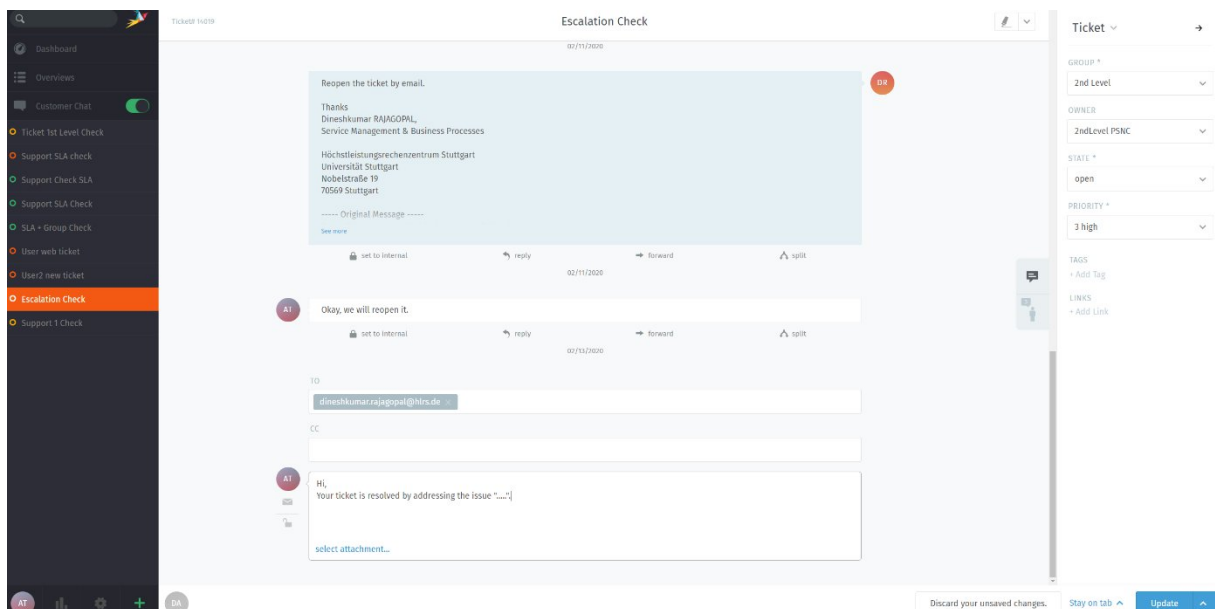 Dashboard
Overviews
Customer Chat
Ticket 1st Level Check
Support SLA check
Support Check SLA
Support SLA Check
SLA + Group Check
User web ticket
User2 new ticket
Escalation Check
Support 1 Check
AT
Ticket# 14019
Escalation Check
02/11/2020
Reopen the ticket by email.
Thanks
Dineshkumar RAJAGOPAL,
Service Management & Business Processes
Höchstleistungsrechenzentrum Stuttgart
Universität Stuttgart
Nobelstraße 19
70569 Stuttgart
----- Original Message -----
See more
DR
set to internal reply forward split
02/11/2020
AT
Okay, we will reopen it.
set to internal reply forward split
02/13/2020
TO
dineshkumar.rajagopal@hlrs.de ×
CC
AT
Hi,
Your ticket is resolved by addressing the issue ".....".
select attachment...
DA
Discard your unsaved changes. Stay on tab Update
Ticket
GROUP *
2nd Level
OWNER
2ndLevel PSNC
STATE *
open
PRIORITY *
3 high
TAGS
+ Add Tag
LINKS
+ Add Link